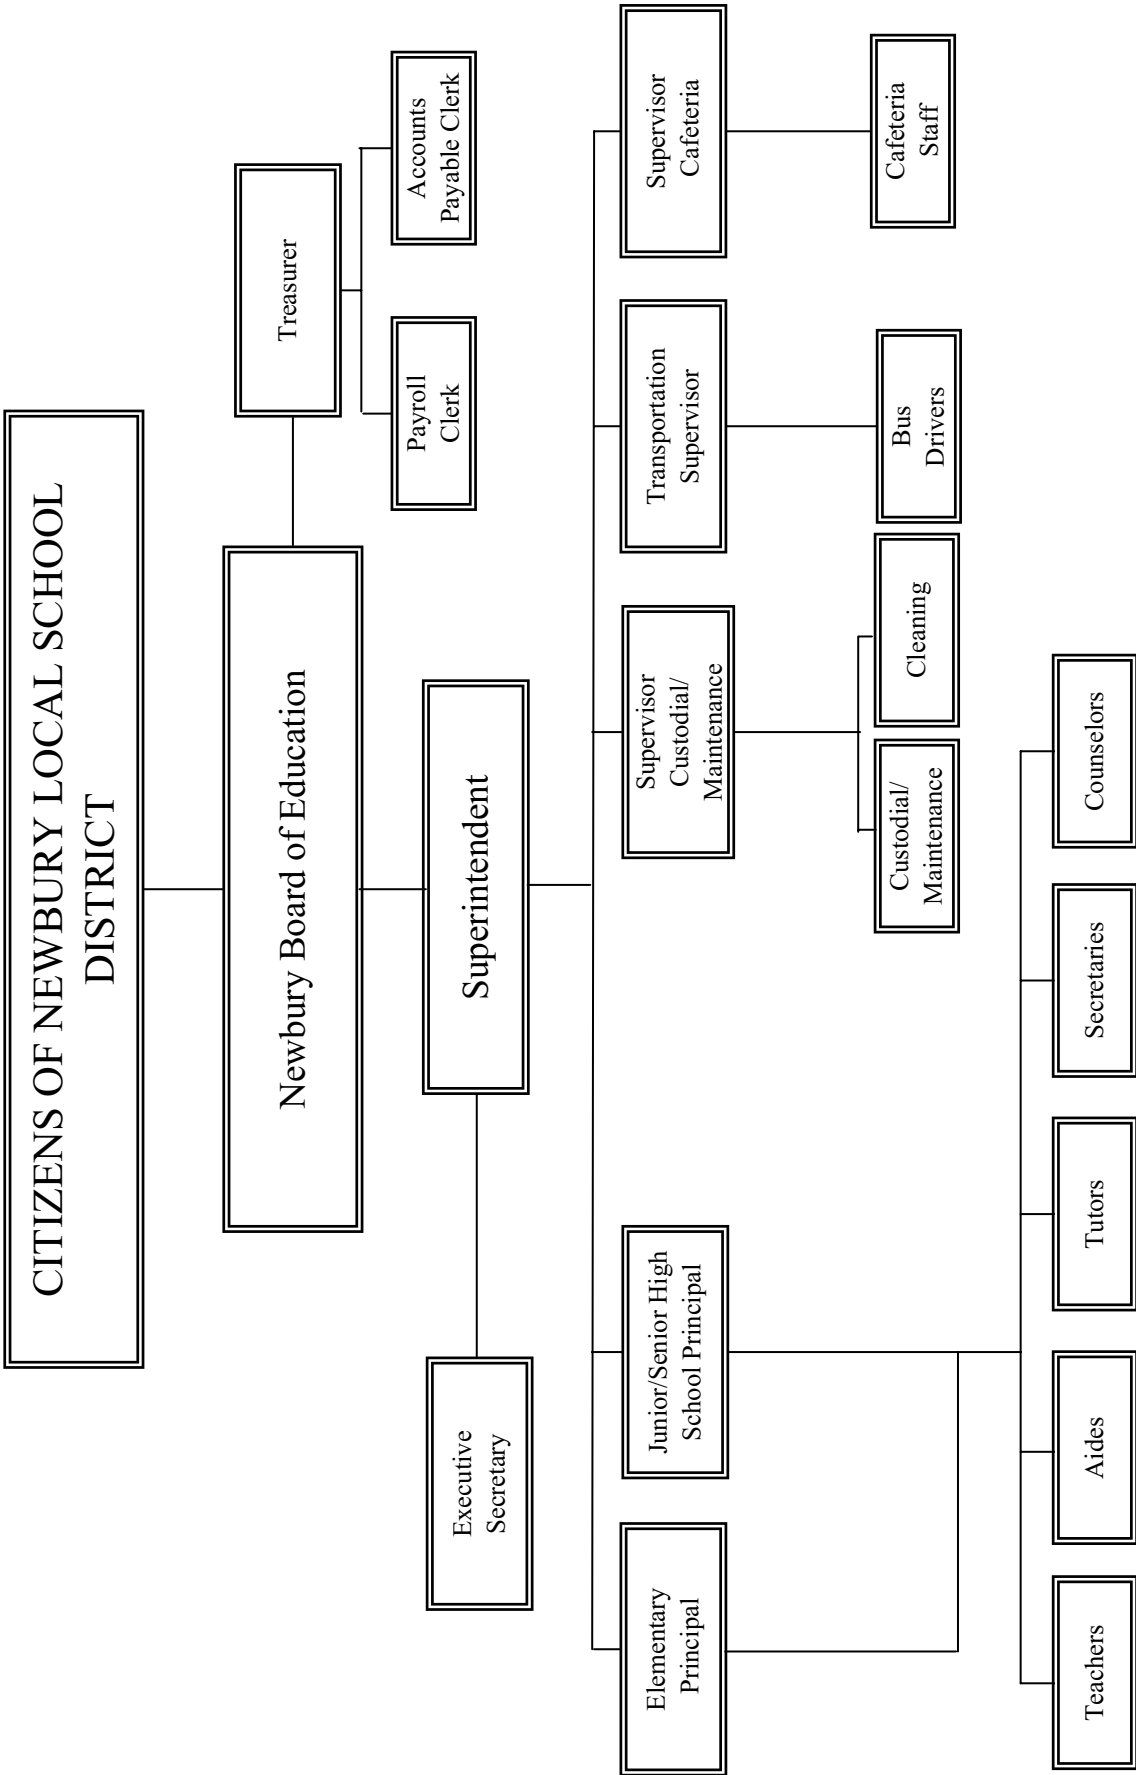 CITIZENS OF NEWBURY LOCAL SCHOOL
DISTRICT
Newbury Board of Education
Treasurer
Payroll
Clerk
Accounts
Payable Clerk
Executive
Secretary
Superintendent
Elementary
Principal
Junior/Senior High
School Principal
Supervisor
Custodial/
Maintenance
Transportation
Supervisor
Supervisor
Cafeteria
Custodial/
Maintenance
Cleaning
Bus
Drivers
Cafeteria
Staff
Teachers
Aides
Tutors
Secretaries
Counselors